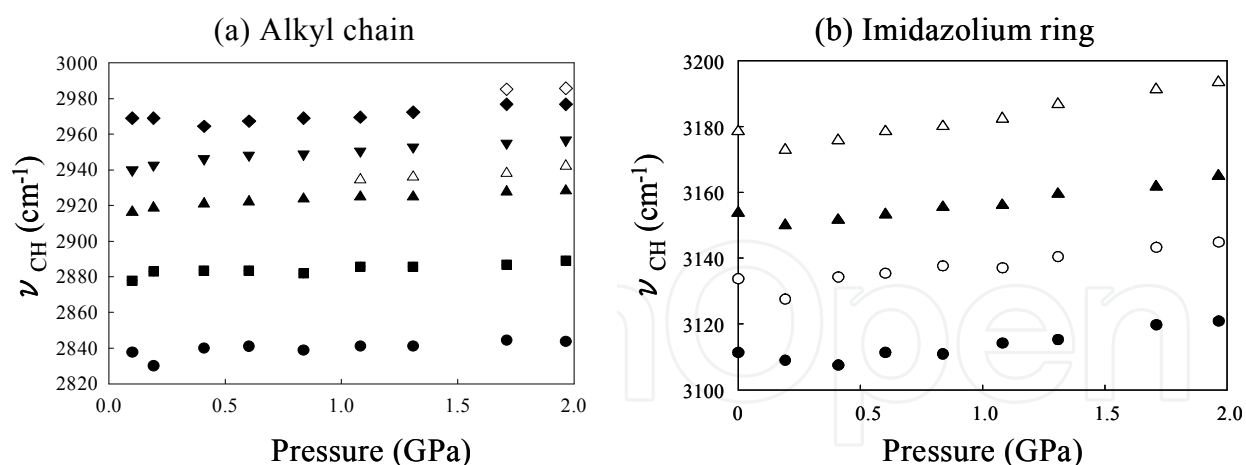 (a) Alkyl chain
3000
2980
2960
2940
2920
2900
2880
2860
2840
2820
ν CH (cm-1)
0.0 0.5 1.0 1.5 2.0
Pressure (GPa)
(b) Imidazolium ring
3200
3180
3160
3140
3120
3100
ν CH (cm-1)
0 0.5 1.0 1.5 2.0
Pressure (GPa)
nOpen